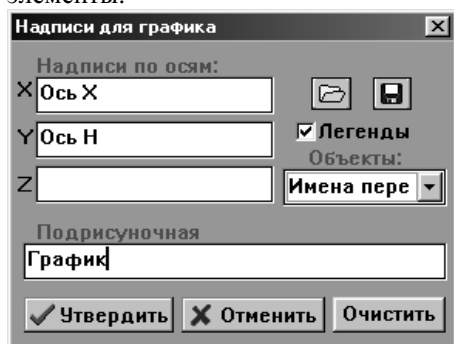 элементы.
Надписи для графика
Надписи по осям:
X Ось X
Y Ось Н
Легенды
Объекты:
Z
Имена пере
Подрисуночная
График
Утвердить Отменить Очистить